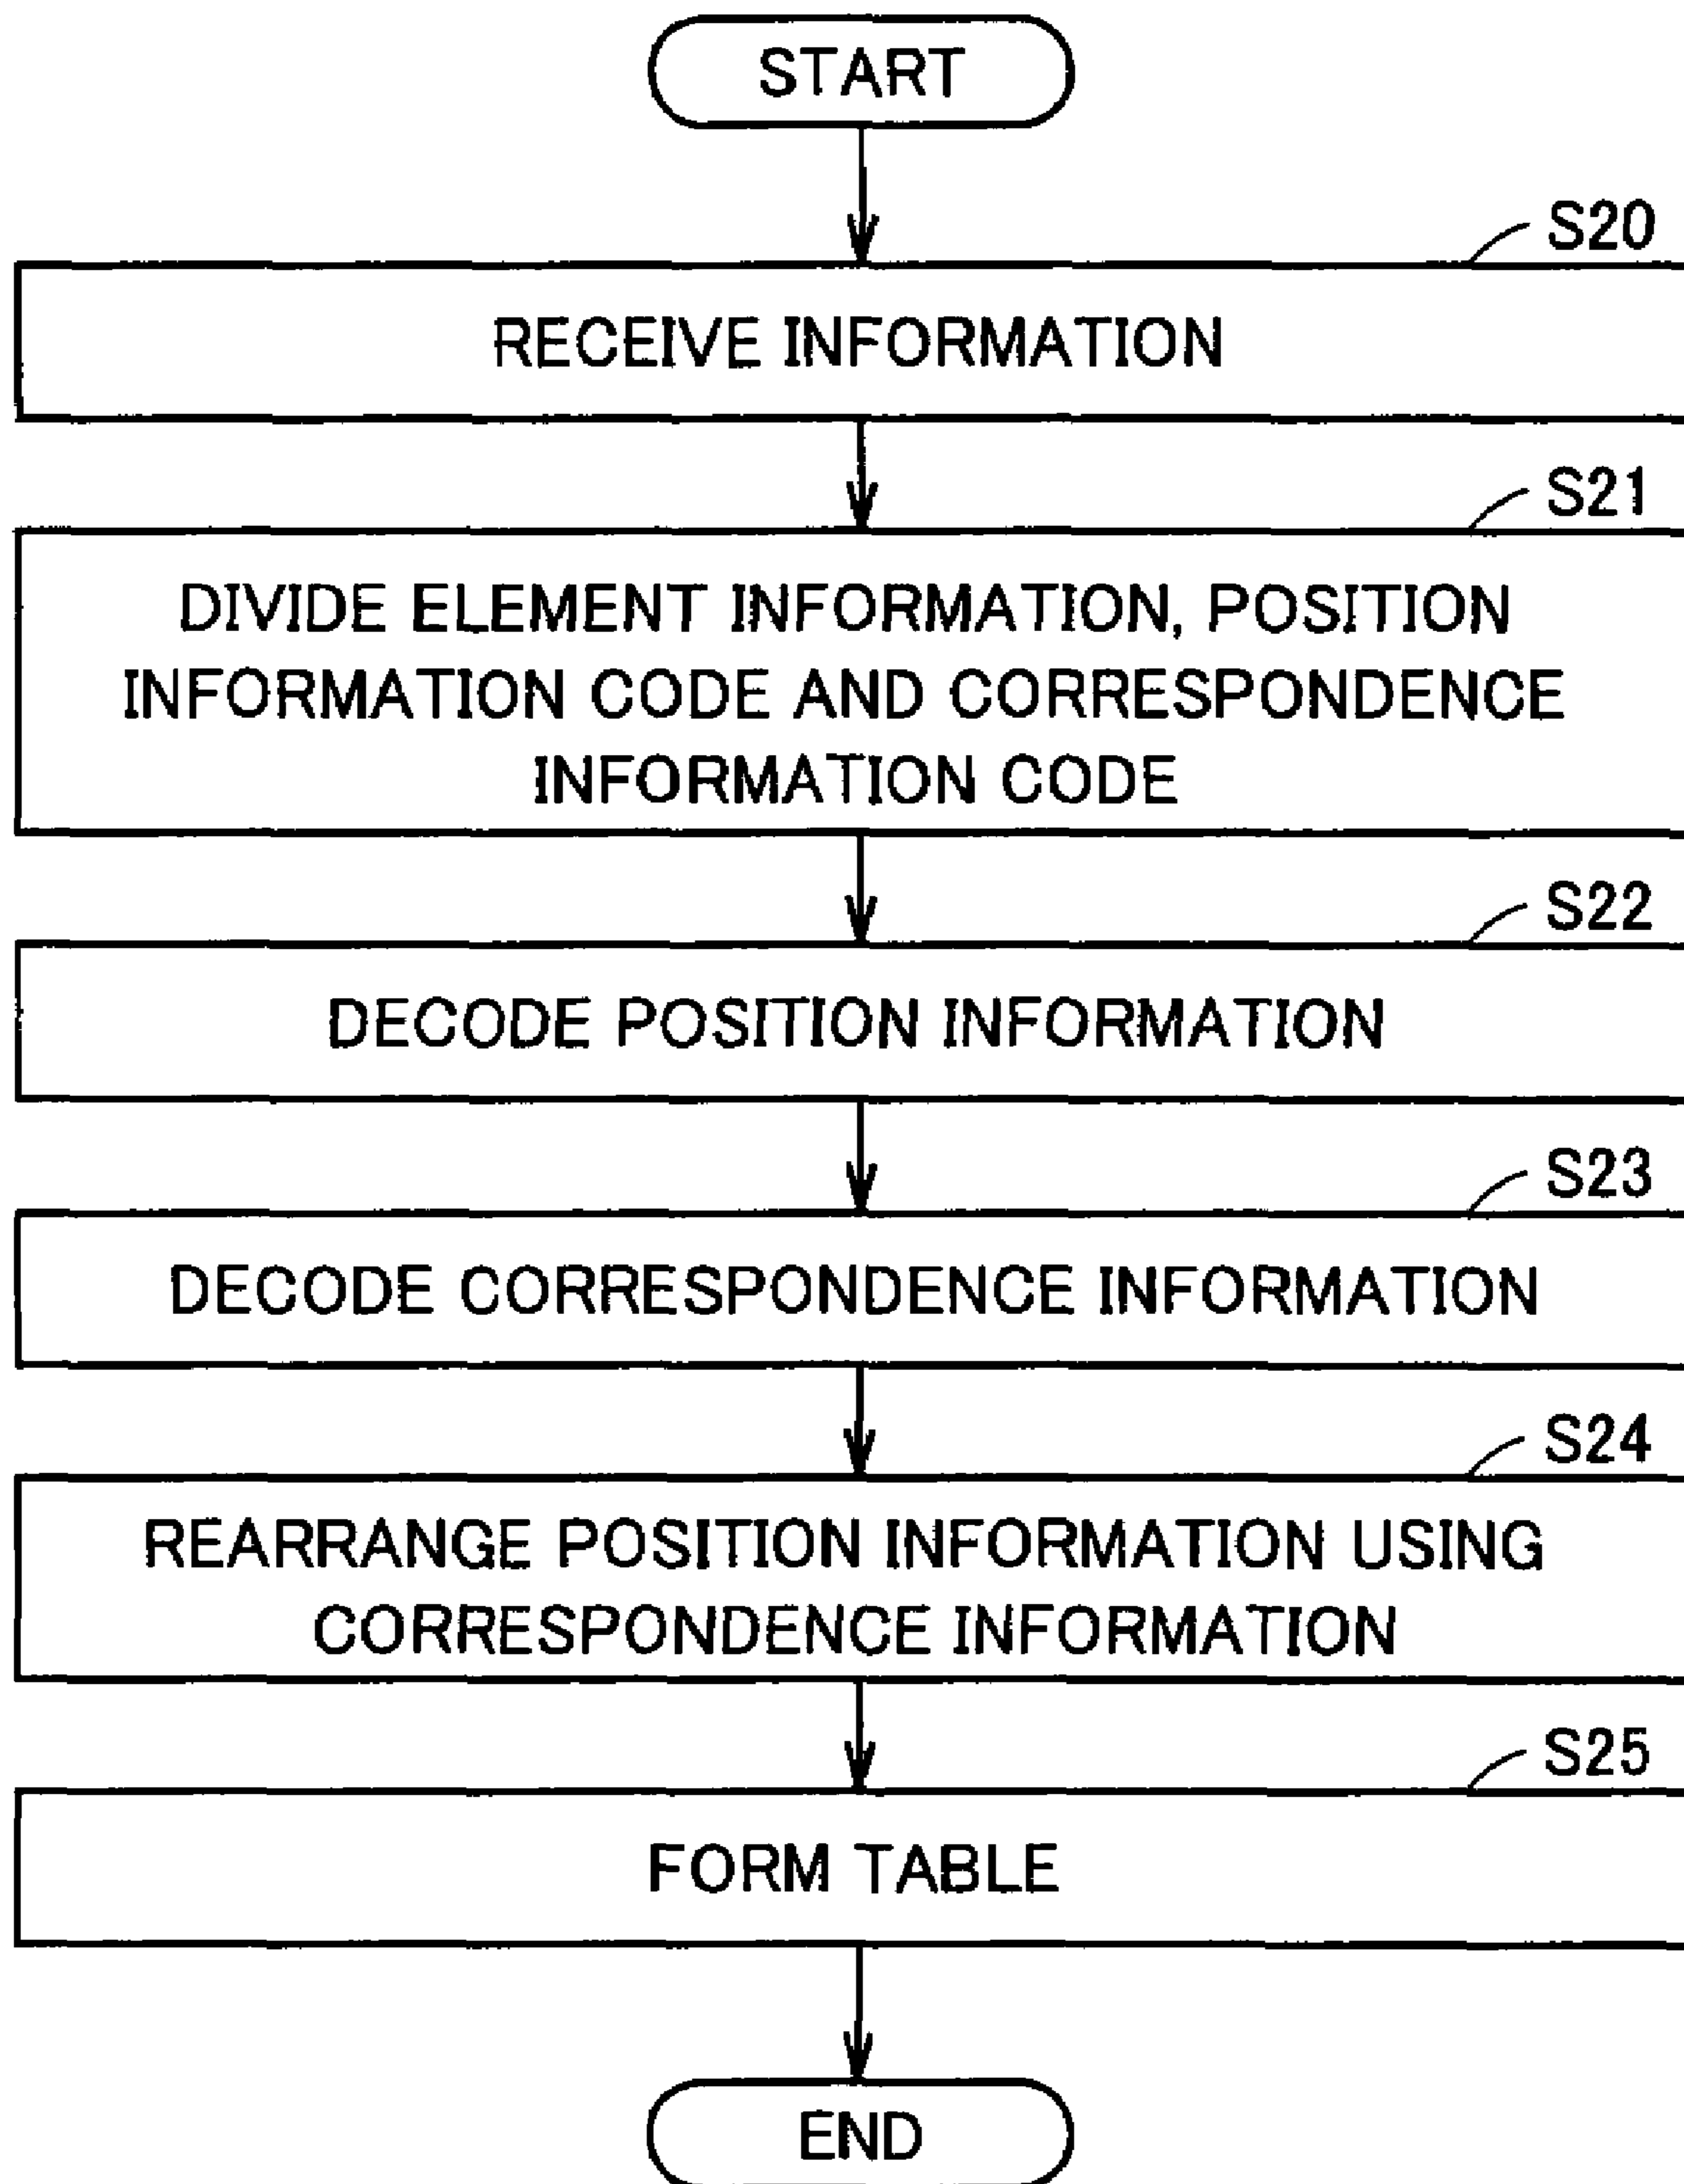 START
S20
RECEIVE INFORMATION
S21
DIVIDE ELEMENT INFORMATION, POSITION
INFORMATION CODE AND CORRESPONDENCE
INFORMATION CODE
S22
DECODE POSITION INFORMATION
S23
DECODE CORRESPONDENCE INFORMATION
S24
REARRANGE POSITION INFORMATION USING
CORRESPONDENCE INFORMATION
S25
FORM TABLE
END